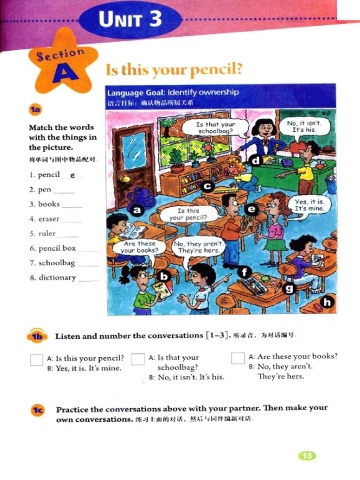 UNIT 3
Section
A
Is this your pencil?
Language Goal: Identify ownership
语言目标：确认物品所属关系
1a
Match the words
with the things in
the picture.
将单词与图中物品配对。
1. pencil __e__
2. pen ____
3. books ____
4. eraser ____
5. ruler ____
6. pencil box ____
7. schoolbag ____
8. dictionary ____
Is that your
schoolbag?
No, it isn't.
It's his.
Is this
your pencil?
Yes, it is.
It's mine.
Are these
your books?
No, they aren't.
They're hers.
a
b
c
d
e
f
g
h
1b Listen and number the conversations [1–3]. 听录音，为对话编号。
A: Is this your pencil?
B: Yes, it is. It's mine.
A: Is that your
schoolbag?
B: No, it isn't. It's his.
A: Are these your books?
B: No, they aren't.
They're hers.
1c Practice the conversations above with your partner. Then make your
own conversations. 练习上面的对话，然后与同伴编新对话。
13